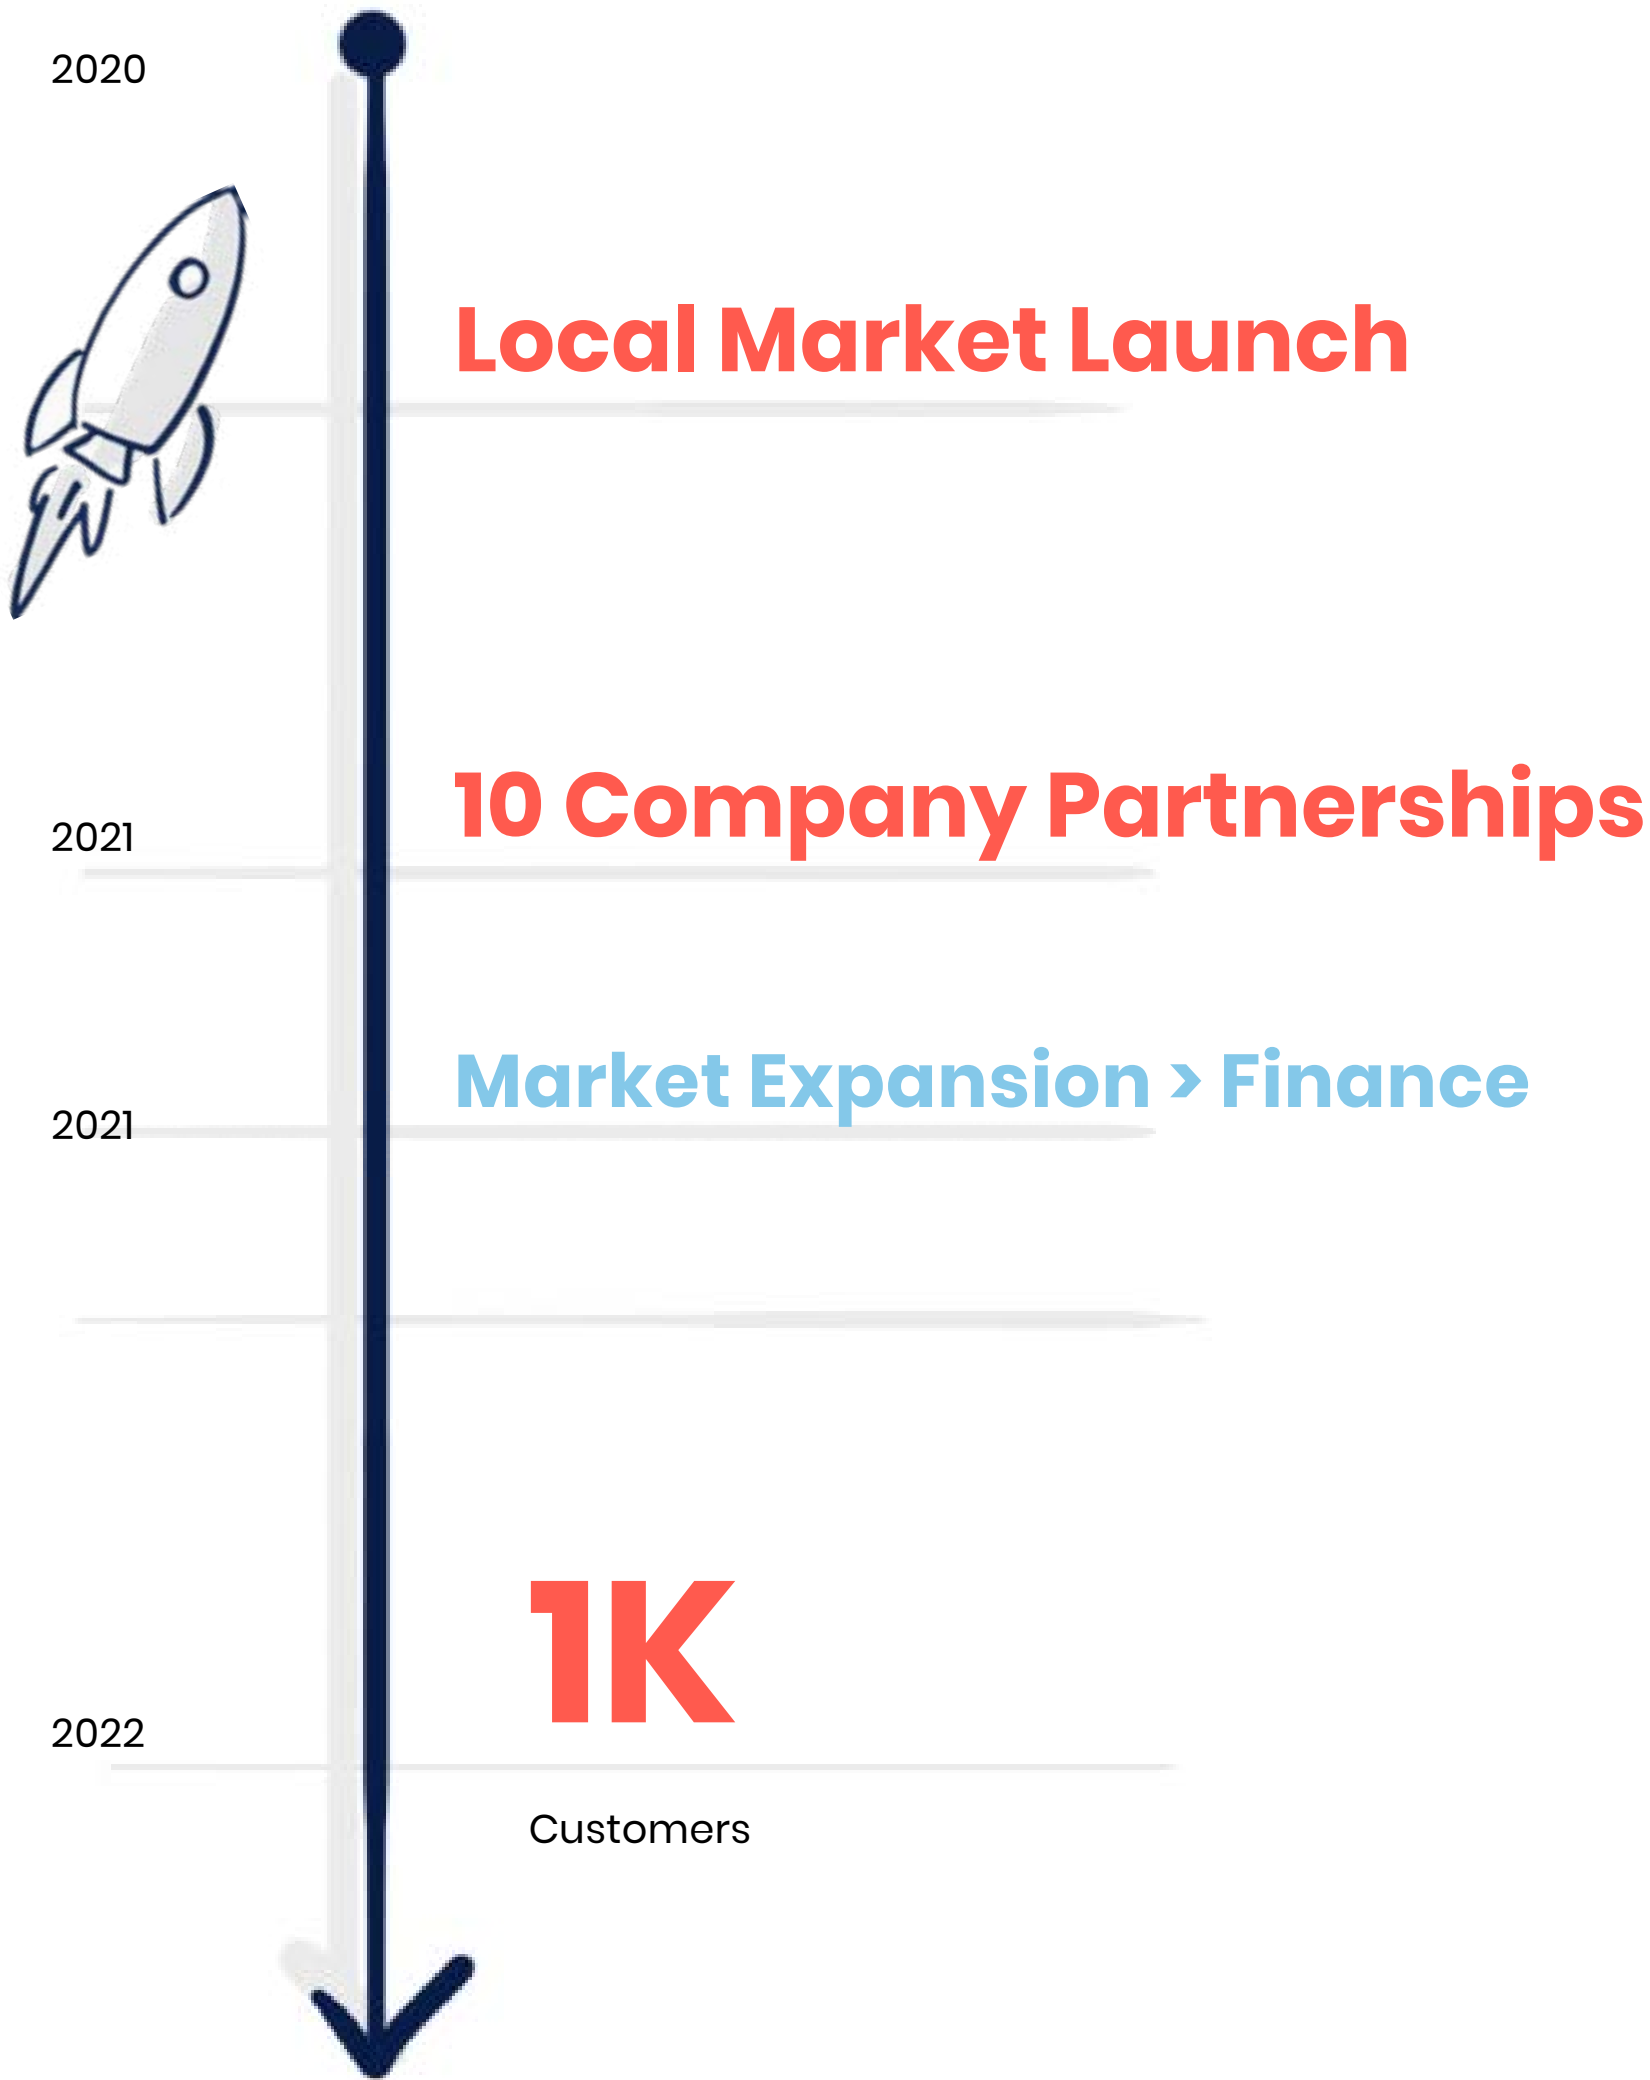 2020
Local Market Launch
10 Company Partnerships
2021
Market Expansion > Finance
2021
1K
2022
Customers